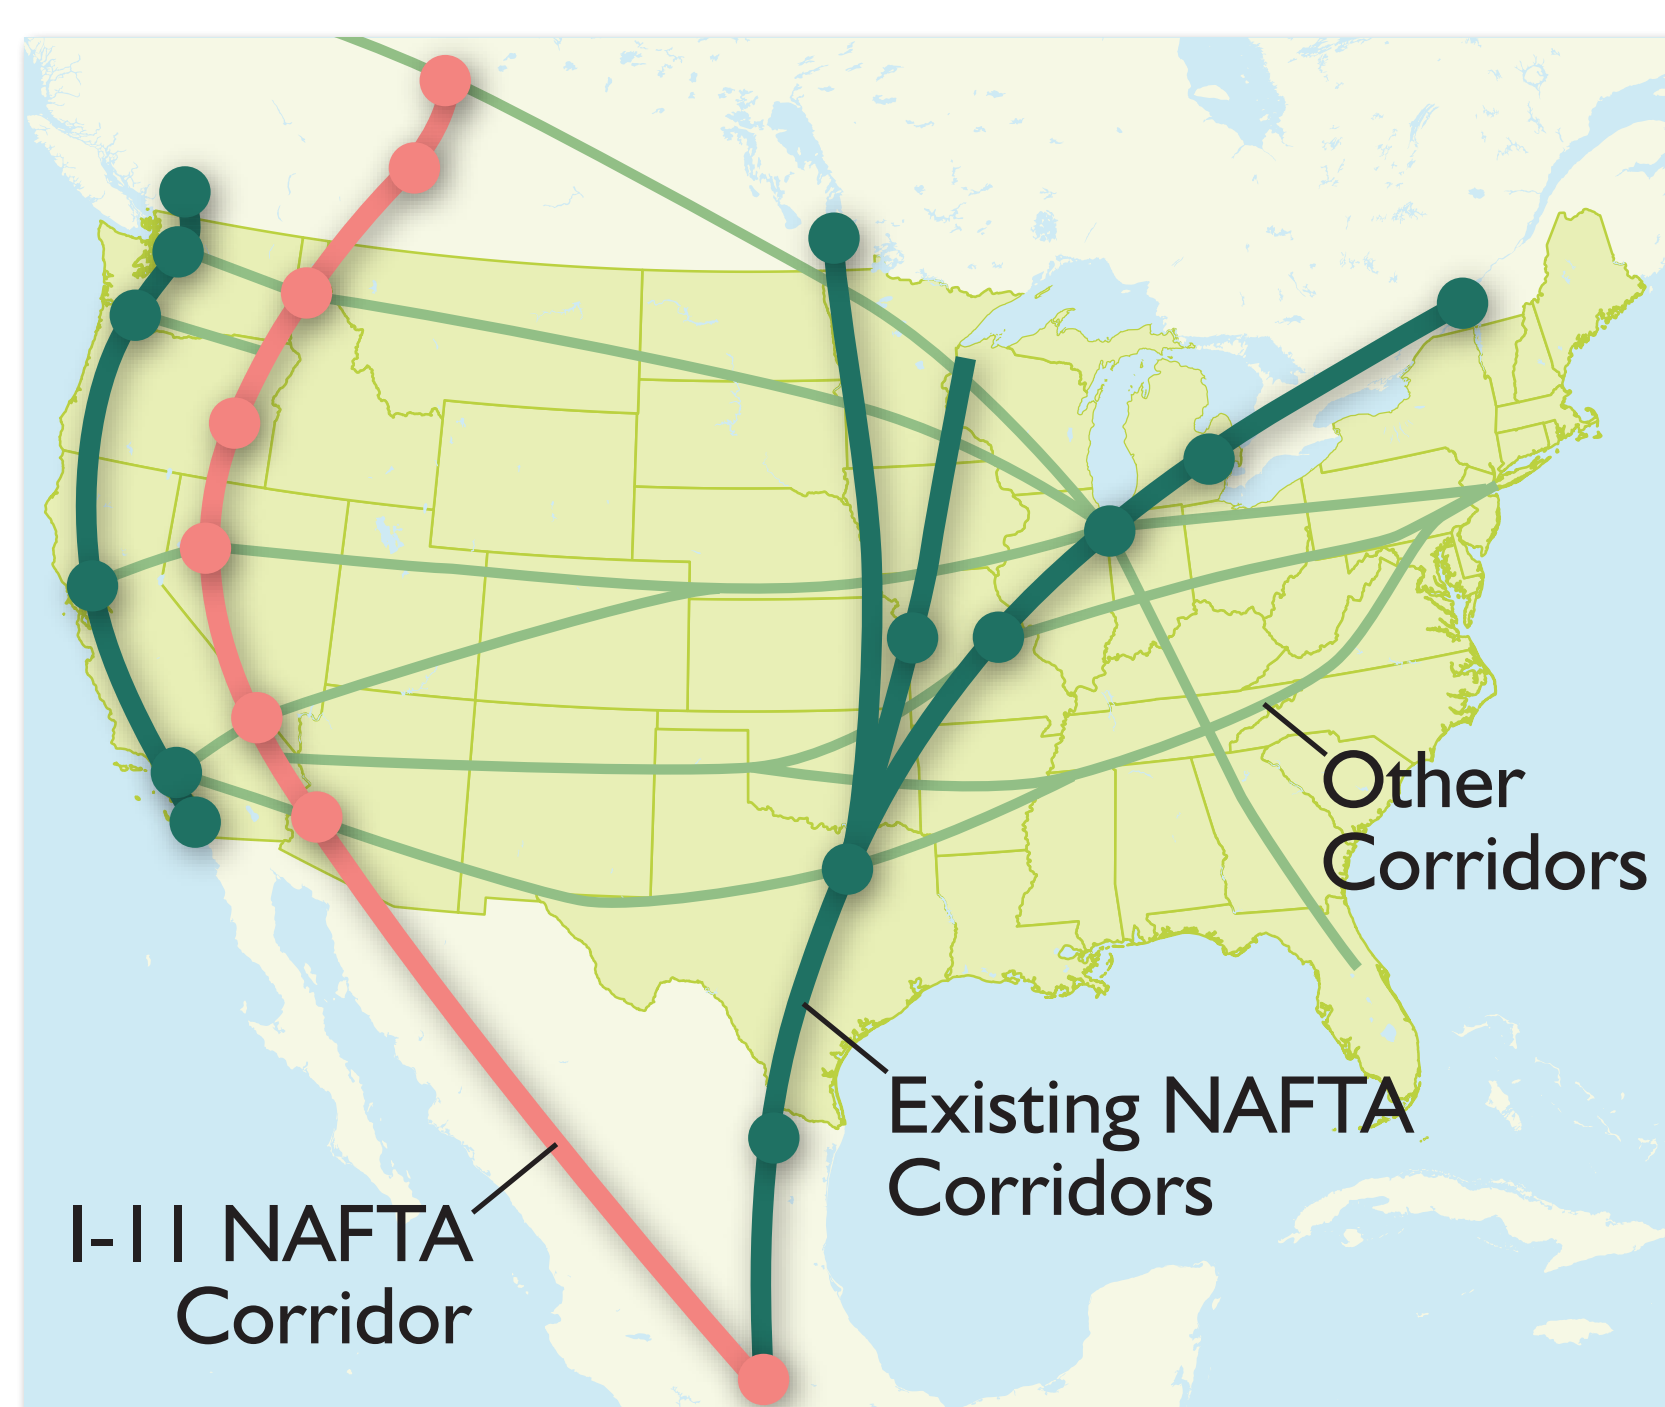 Other
Corridors
Existing NAFTA
Corridors
I-11 NAFTA
Corridor